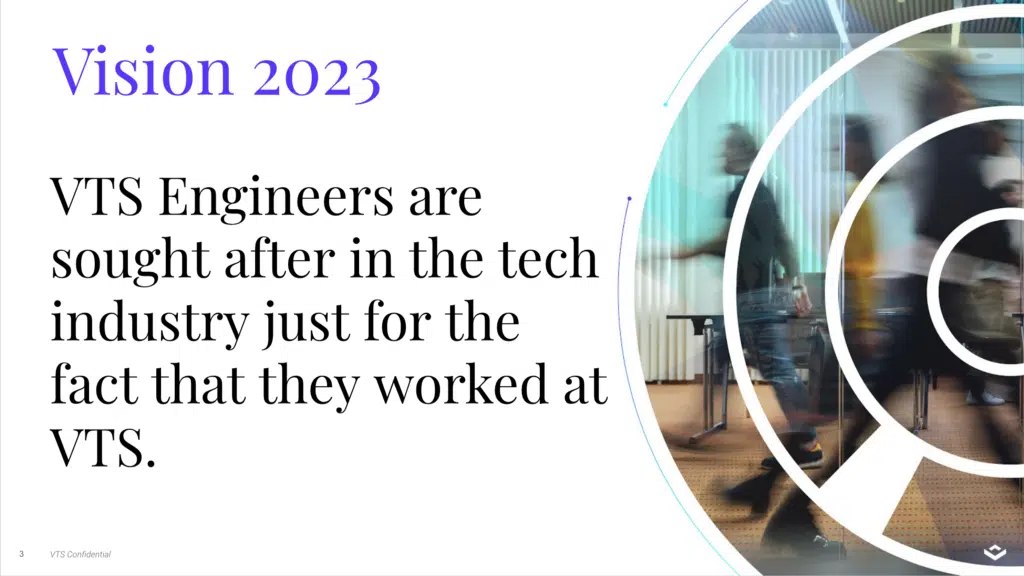 Vision 2023
VTS Engineers are
sought after in the tech
industry just for the
fact that they worked at
VTS.
3 VTS Confidential